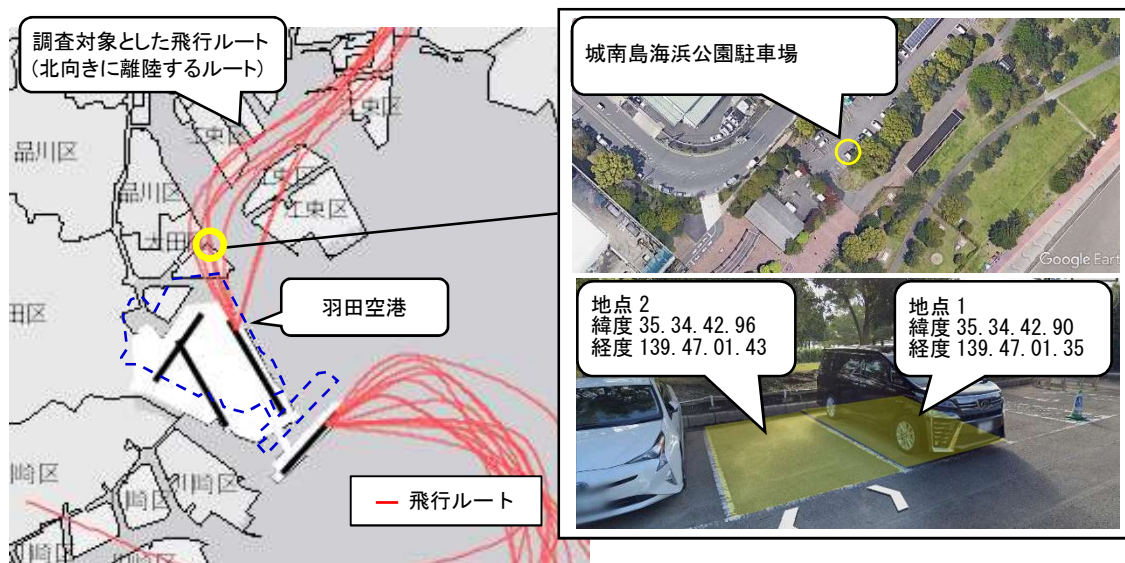 調査対象とした飛行ルート
(北向きに離陸するルート)
江東区
江東区
品川区
品川区
江東区
江東区
大田
田区
羽田空港
川崎区
崎区
崎区
川崎区
飛行ルート
城南島海浜公園駐車場
Google Eart
地点 2
緯度 35.34.42.96
経度 139.47.01.43
地点 1
緯度 35.34.42.90
経度 139.47.01.35